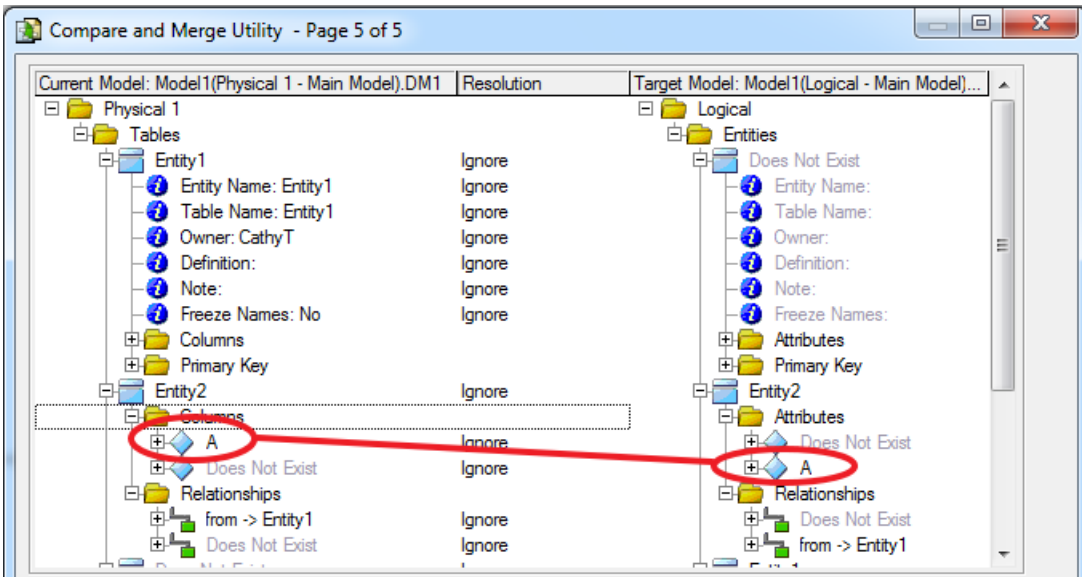 Compare and Merge Utility - Page 5 of 5
Current Model: Model1(Physical 1 - Main Model).DM1 Resolution Target Model: Model1(Logical - Main Model)...
Physical 1 Logical
Tables Entities
Entity1 Ignore Does Not Exist
Entity Name: Entity1 Ignore Entity Name:
Table Name: Entity1 Ignore Table Name:
Owner: CathyT Ignore Owner:
Definition: Ignore Definition:
Note: Ignore Note:
Freeze Names: No Ignore Freeze Names:
Columns Attributes
Primary Key Primary Key
Entity2 Ignore Entity2
Columns Attributes
A Ignore Does Not Exist
Does Not Exist Ignore A
Relationships Relationships
from -> Entity1 Ignore Does Not Exist
Does Not Exist Ignore from -> Entity1